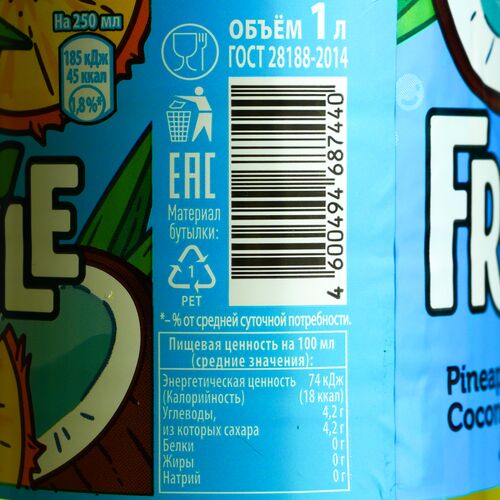 На 250 мл
185 кДж
45 ккал
1,8%*
ОБЪЁМ 1 л
ГОСТ 28188-2014
EAC
Материал
бутылки:
1
PET
4 600494 687440
*– % от средней суточной потребности.
Пищевая ценность на 100 мл
(средние значения):
Энергетическая ценность 74 кДж
(Калорийность) (18 ккал)
Углеводы, 4,2 г
из которых сахара 4,2 г
Белки 0 г
Жиры 0 г
Натрий 0 г
LE
FR
Pineap
Cocon